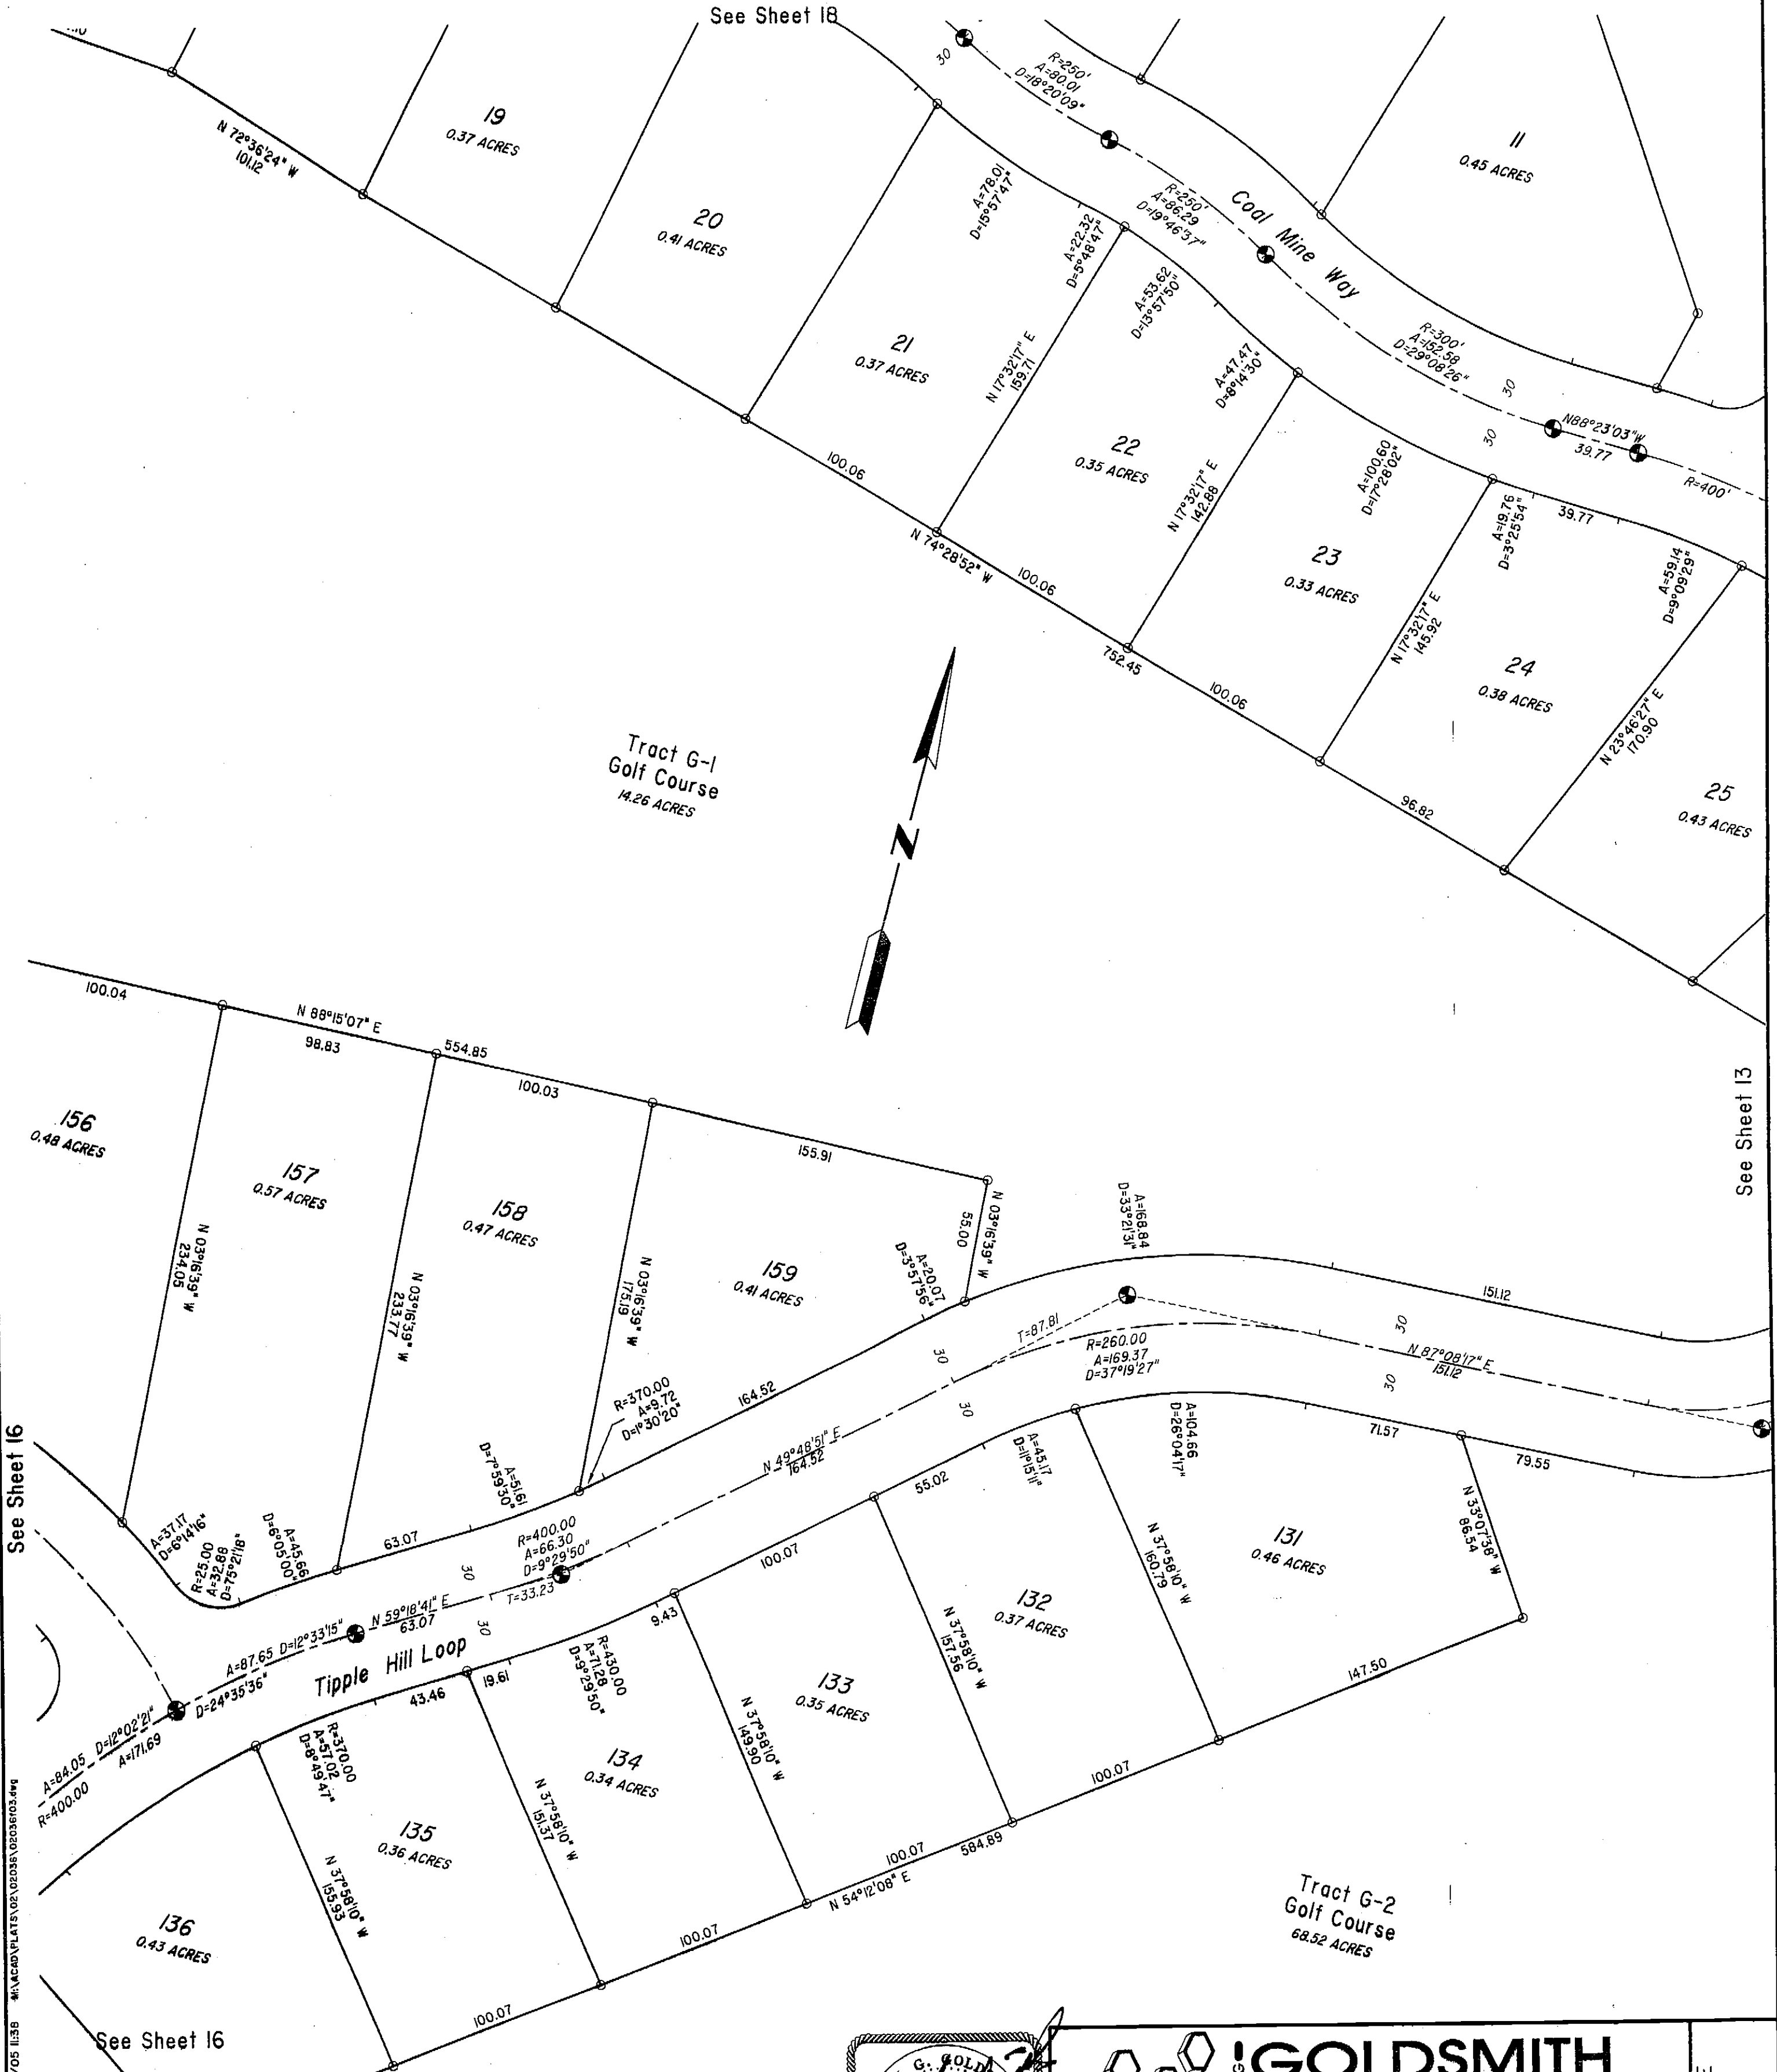 See Sheet 18
30
R=250'
A=80.01
D=18°20'09"
N 72°36'24" W
101.12
19
0.37 ACRES
11
0.45 ACRES
20
0.41 ACRES
A=78.01
D=15°57'47"
R=250'
A=86.29
D=19°46'37"
Coal Mine Way
A=22.32
D=5°48'47"
21
0.37 ACRES
N 17°32'17" E
159.71
A=53.62
D=13°57'50"
A=47.47
D=8°14'30"
R=300'
A=152.58
D=29°08'26"
30
30
N88°23'03"W
39.77
R=400'
100.06
22
0.35 ACRES
N 17°32'17" E
142.88
A=100.60
D=17°28'02"
A=19.76
D=3°25'54"
39.77
N 74°28'52" W
100.06
23
0.33 ACRES
A=59.14
D=9°09'29"
752.45
N 17°32'17" E
145.92
24
0.38 ACRES
100.06
N 23°46'27" E
170.90
Tract G-1
Golf Course
14.26 ACRES
N
96.82
25
0.43 ACRES
100.04
N 88°15'07" E
98.83
554.85
100.03
See Sheet 13
156
0.48 ACRES
157
0.57 ACRES
158
0.47 ACRES
155.91
159
0.41 ACRES
N 03°16'39" W
234.05
N 03°16'39" W
233.77
N 03°16'39" W
175.19
N 03°16'39" W
55.00
A=20.07
D=3°57'56"
A=168.84
D=33°21'31"
151.12
T=87.81
30
R=260.00
A=169.37
D=37°19'27"
30
N 87°08'17" E
151.12
30
30
R=370.00
A=9.72
D=1°30'20"
164.52
N 49°48'51" E
164.52
A=51.61
D=7°59'30"
See Sheet 16
A=37.17
D=6°14'16"
R=25.00
A=32.88
D=75°21'18"
A=45.66
D=6°05'00"
63.07
30
R=400.00
A=66.30
D=9°29'50"
T=33.23
55.02
A=45.17
D=11°15'11"
A=104.66
D=26°04'17"
71.57
79.55
N 33°07'38" W
86.54
131
0.46 ACRES
N 37°58'10" W
160.79
100.07
A=87.65 D=12°33'15"
N 59°18'41" E
63.07
30
D=24°35'36"
Tipple Hill Loop
9.43
132
0.37 ACRES
N 37°58'10" W
157.56
147.50
19.61
R=430.00
A=71.28
D=9°29'50"
43.46
133
0.35 ACRES
N 37°58'10" W
149.90
A=84.05 D=12°02'21"
A=171.69
R=400.00
R=370.00
A=57.02
D=8°49'47"
134
0.34 ACRES
100.07
N 37°58'10" W
151.37
135
0.36 ACRES
100.07
584.89
N 54°12'08" E
N 37°58'10" W
155.93
136
0.43 ACRES
100.07
Tract G-2
Golf Course
68.52 ACRES
100.07
See Sheet 16
/05 11:38 M:\ACAD\PLATS\02\02036\02036f03.dwg
G. GOLD
GOLDSMITH